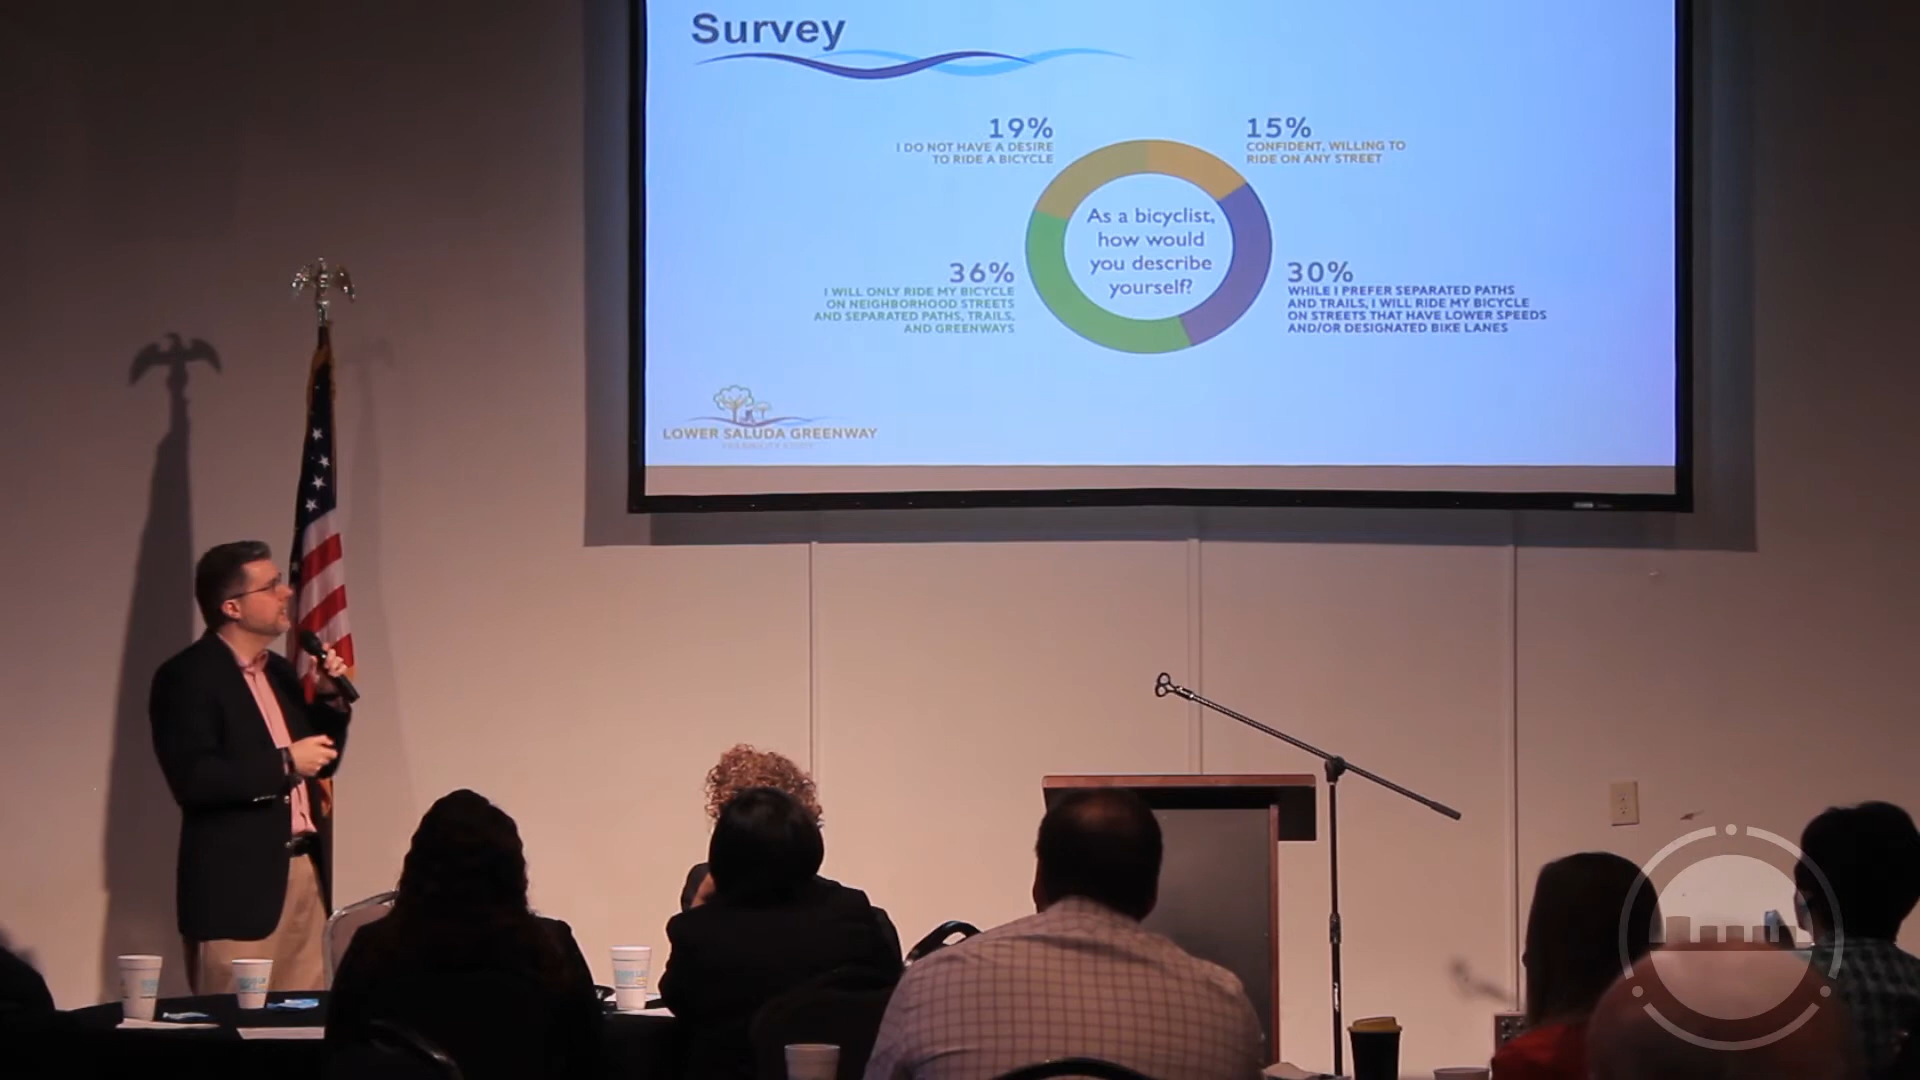 Survey
19%
I DO NOT HAVE A DESIRE
TO RIDE A BICYCLE
15%
CONFIDENT, WILLING TO
RIDE ON ANY STREET
As a bicyclist,
how would
you describe
yourself?
36%
I WILL ONLY RIDE MY BICYCLE
ON NEIGHBORHOOD STREETS
AND SEPARATED PATHS, TRAILS,
AND GREENWAYS
30%
WHILE I PREFER SEPARATED PATHS
AND TRAILS, I WILL RIDE MY BICYCLE
ON STREETS THAT HAVE LOWER SPEEDS
AND/OR DESIGNATED BIKE LANES
LOWER SALUDA GREENWAY